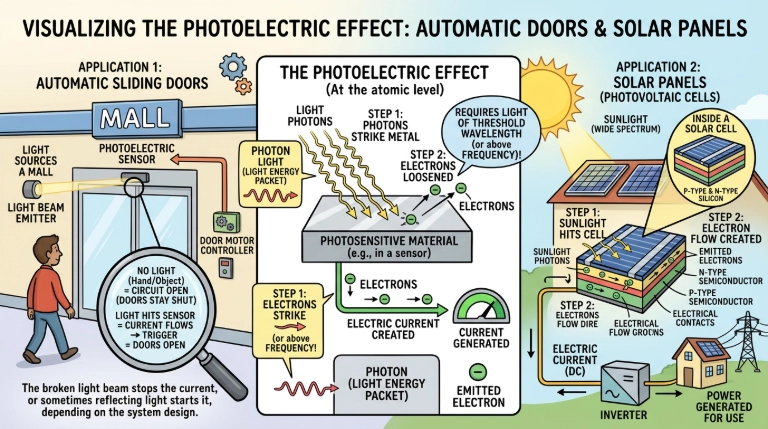 VISUALIZING THE PHOTOELECTRIC EFFECT: AUTOMATIC DOORS & SOLAR PANELS
APPLICATION 1:
AUTOMATIC SLIDING DOORS
MALL
LIGHT
SOURCES
A MALL
PHOTOELECTRIC
SENSOR
LIGHT BEAM
EMITTER
DOOR MOTOR
CONTROLLER
NO LIGHT
(Hand/Object)
= CIRCUIT OPEN
(DOORS STAY SHUT)
LIGHT HITS SENSOR
= CURRENT FLOWS
→ TRIGGER
= DOORS OPEN
The broken light beam stops the current,
or sometimes reflecting light starts it,
depending on the system design.
THE PHOTOELECTRIC EFFECT
(At the atomic level)
LIGHT
PHOTONS
STEP 1:
PHOTONS
STRIKE METAL
REQUIRES LIGHT
OF THRESHOLD
WAVELENGTH
(or above
FREQUENCY)!
PHOTON
LIGHT
(LIGHT ENERGY
PACKET)
STEP 2:
ELECTRONS
LOOSENED
ELECTRONS
PHOTOSENSITIVE MATERIAL
(e.g., in a sensor)
STEP 1:
ELECTRONS
STRIKE
(or above
FREQUENCY!
ELECTRONS
ELECTRIC CURRENT
CREATED
CURRENT
GENERATED
PHOTON
(LIGHT ENERGY
PACKET)
EMITTED
ELECTRON
APPLICATION 2:
SOLAR PANELS
(PHOTOVOLTAIC CELLS)
SUNLIGHT
(WIDE SPECTRUM)
INSIDE A
SOLAR CELL
P-TYPE & N-TYPE
SILICON
STEP 1:
SUNLIGHT
HITS CELL
STEP 2:
ELECTRON
FLOW CREATED
SUNLIGHT
PHOTONS
EMITTED
ELECTRONS
N-TYPE
SEMICONDUCTOR
P-TYPE
SEMICONDUCTOR
ELECTRICAL
CONTACTS
STEP 2:
ELECTRONS
FLOW DIRE
ELECTRICAL
FLOW GROCNS
ELECTRIC
CURRENT
(DC)
INVERTER
POWER
GENERATED
FOR USE